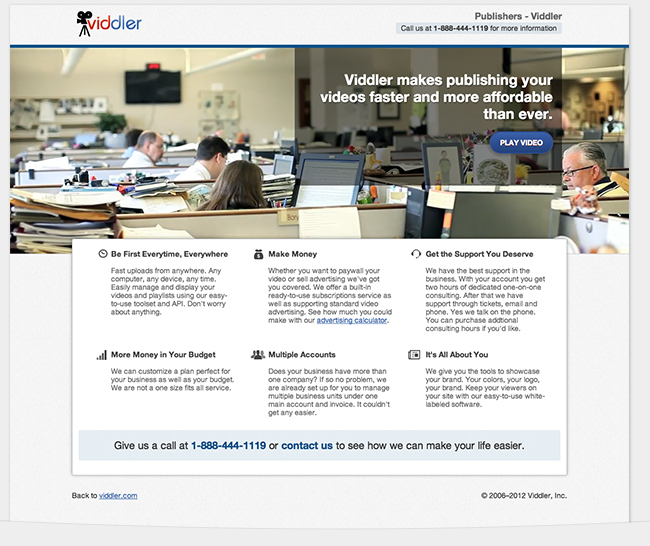 viddler
Publishers - Viddler
Call us at 1-888-444-1119 for more information
Viddler makes publishing your
videos faster and more affordable
than ever.
PLAY VIDEO
Be First Everytime, Everywhere
Fast uploads from anywhere. Any
computer, any device, any time.
Easily manage and display your
videos and playlists using our easy-
to-use toolset and API. Don't worry
about anything.
Make Money
Whether you want to paywall your
video or sell advertising we've got
you covered. We offer a built-in
ready-to-use subscriptions service as
well as supporting standard video
advertising. See how much you could
make with our advertising calculator.
Get the Support You Deserve
We have the best support in the
business. With your account you get
two hours of dedicated one-on-one
consulting. After that we have
support through tickets, email and
phone. Yes we talk on the phone.
You can purchase addtional
consulting hours if you'd like.
More Money in Your Budget
We can customize a plan perfect for
your business as well as your budget.
We are not a one size fits all service.
Multiple Accounts
Does your business have more than
one company? If so no problem, we
are already set up for you to manage
multiple business units under one
main account and invoice. It couldn't
get any easier.
It's All About You
We give you the tools to showcase
your brand. Your colors, your logo,
your brand. Keep your viewers on
your site with our easy-to-use white-
labeled software.
Give us a call at 1-888-444-1119 or contact us to see how we can make your life easier.
Back to viddler.com
© 2006-2012 Viddler, Inc.